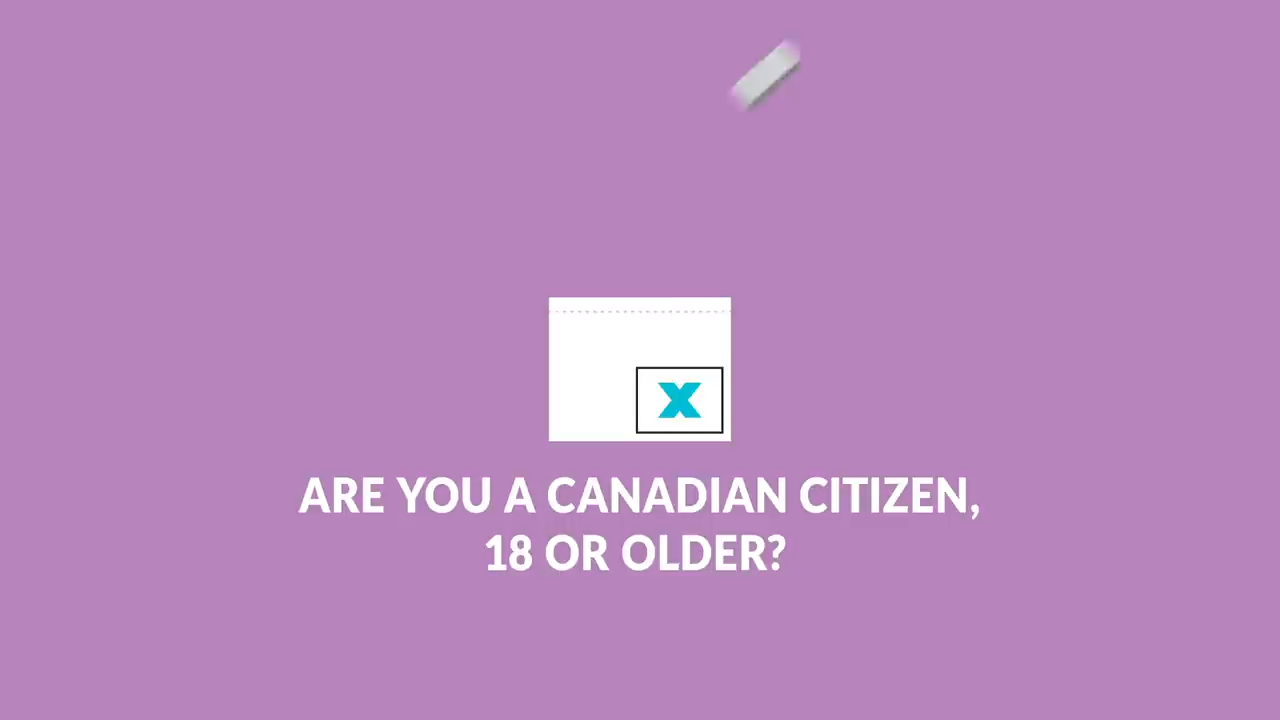 X
ARE YOU A CANADIAN CITIZEN,
18 OR OLDER?